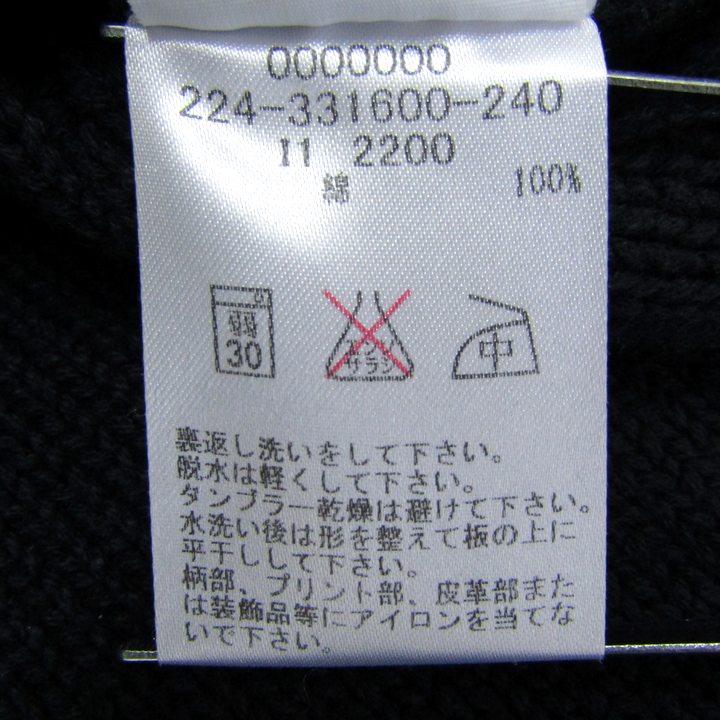 0000000
224-331600-240
I1 2200
綿 100%
弱 30
エンソ サラシ 中
裏返し洗いをして下さい。
脱水は軽くして下さい。
タンブラー乾燥は避けて下さい。
水洗い後は形を整えて板の上に
平干しして下さい。
柄部、プリント部、皮革部また
は装飾品等にアイロンを当てな
いで下さい。